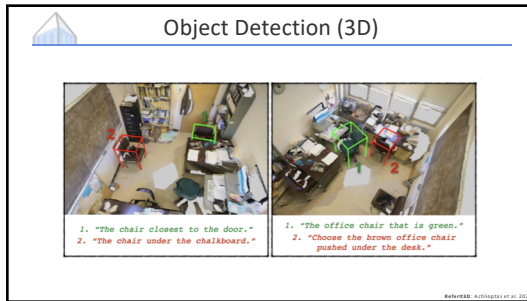 Object Detection (3D)
2
1
1. "The chair closest to the door."
2. "The chair under the chalkboard."
1
2
1. "The office chair that is green."
2. "Choose the brown office chair
pushed under the desk."
Referit3D: Achlioptas et al. 202